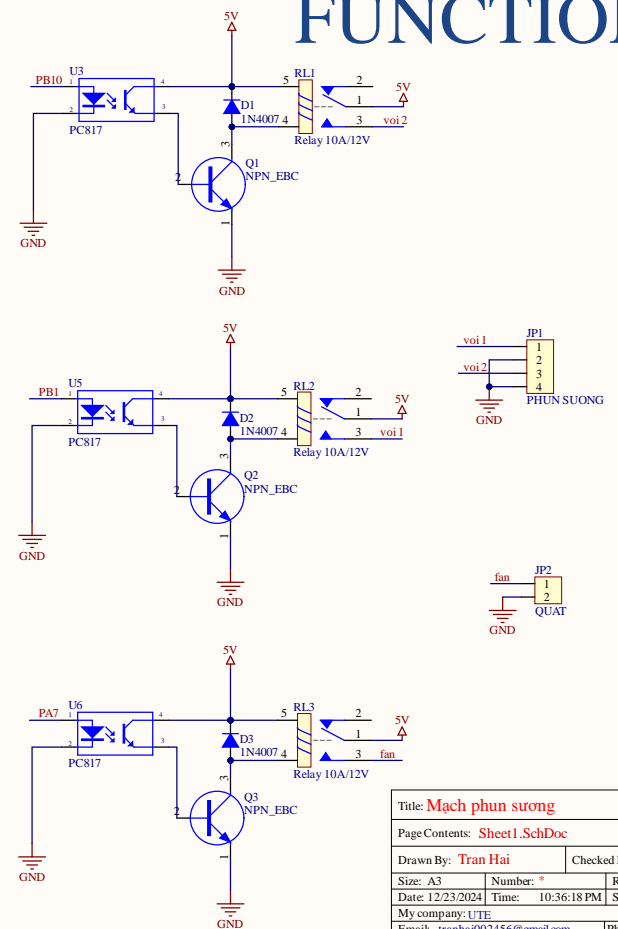 FUNCTION
5V
U3
PB10
1
4
2
3
PC817
D1
1N4007
5
4
RL1
2
1
3
5V
voi 2
Relay 10A/12V
3
2
1
Q1
NPN_EBC
GND
GND
5V
U5
PB1
1
4
2
3
PC817
D2
1N4007
5
4
RL2
2
1
3
5V
voi 1
Relay 10A/12V
3
2
1
Q2
NPN_EBC
GND
GND
JP1
voi 1
1
2
voi 2
3
4
PHUN SUONG
GND
JP2
fan
1
2
QUAT
GND
5V
U6
PA7
1
4
2
3
PC817
D3
1N4007
5
4
RL3
2
1
3
5V
fan
Relay 10A/12V
3
2
1
Q3
NPN_EBC
GND
GND
Title: Mạch phun sương
Page Contents: Sheet1.SchDoc
Drawn By: Tran Hai Checked
Size: A3 Number: * R
Date: 12/23/2024 Time: 10:36:18 PM S
My company: UTE